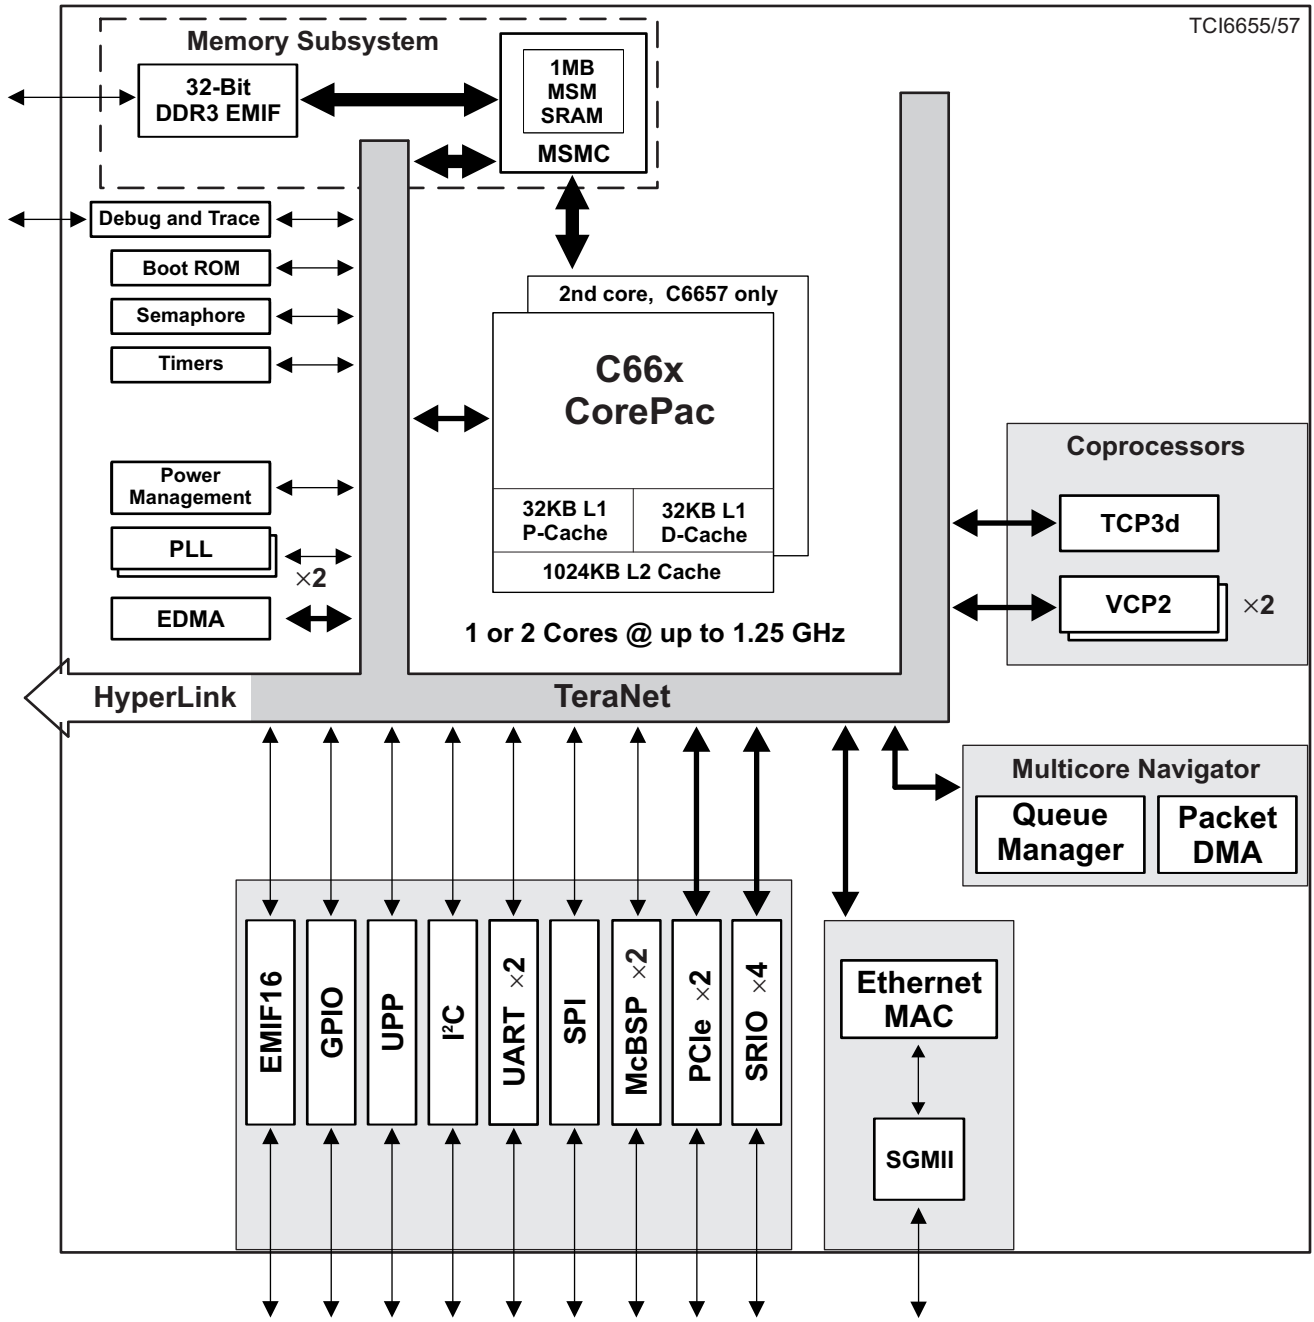 TCI6655/57
Memory Subsystem
32-Bit
DDR3 EMIF
1MB
MSM
SRAM
MSMC
Debug and Trace
Boot ROM
Semaphore
Timers
2nd core, C6657 only
C66x
CorePac
32KB L1
P-Cache
32KB L1
D-Cache
1024KB L2 Cache
1 or 2 Cores @ up to 1.25 GHz
Power
Management
PLL
×2
EDMA
Coprocessors
TCP3d
VCP2
×2
HyperLink
TeraNet
Multicore Navigator
Queue
Manager
Packet
DMA
EMIF16
GPIO
UPP
I²C
UART ×2
SPI
McBSP ×2
PCIe ×2
SRIO ×4
Ethernet
MAC
SGMII